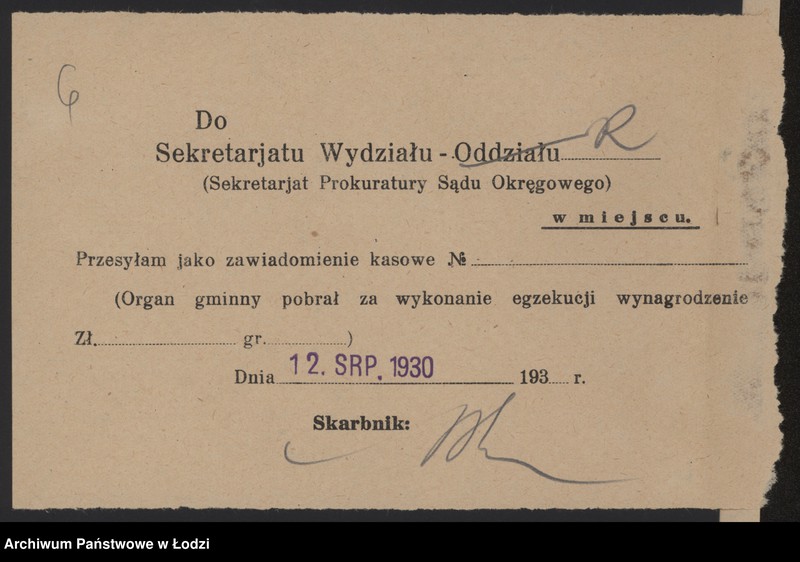 6
Do
Sekretarjatu Wydziału - Oddziału R
(Sekretarjat Prokuratury Sądu Okręgowego)
w miejscu.
Przesyłam jako zawiadomienie kasowe №
(Organ gminny pobrał za wykonanie egzekucji wynagrodzenie
Zł. gr. )
Dnia 12. SRP. 1930 193 r.
Skarbnik:
Archiwum Państwowe w Łodzi